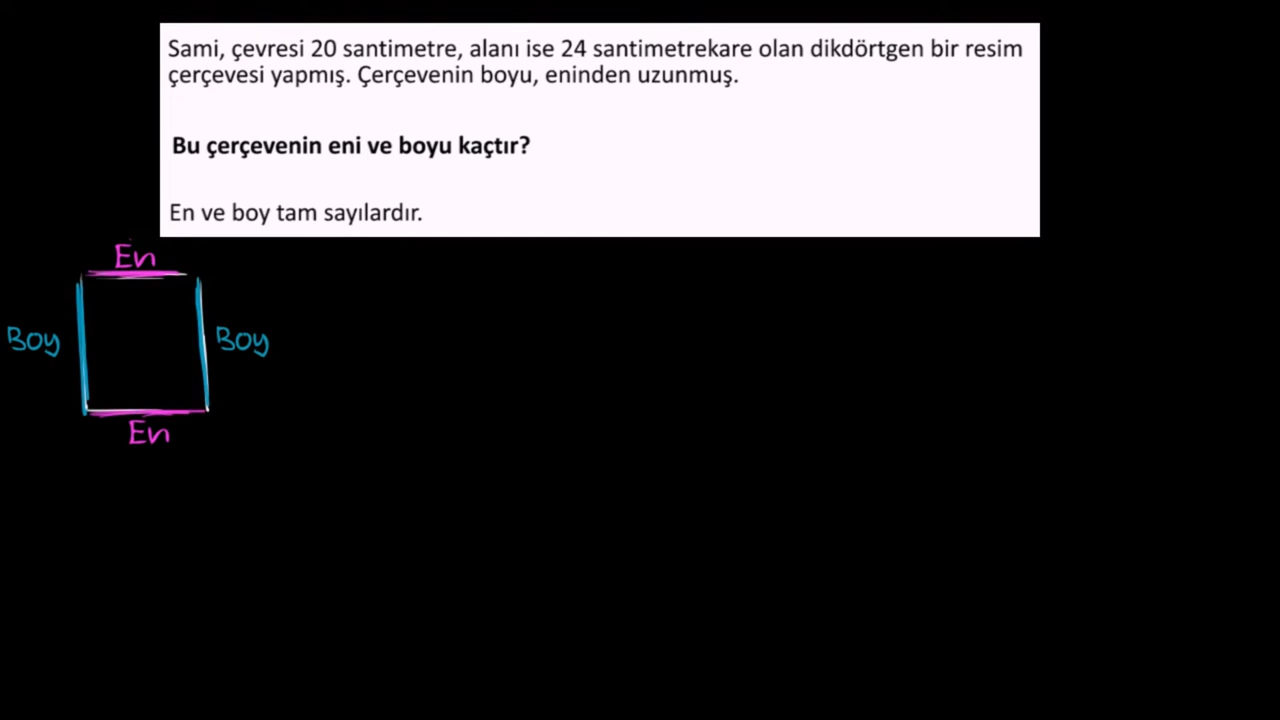 Sami, çevresi 20 santimetre, alanı ise 24 santimetrekare olan dikdörtgen bir resim
çerçevesi yapmış. Çerçevenin boyu, eninden uzunmuş.
Bu çerçevenin eni ve boyu kaçtır?
En ve boy tam sayılardır.
En
Boy
Boy
En